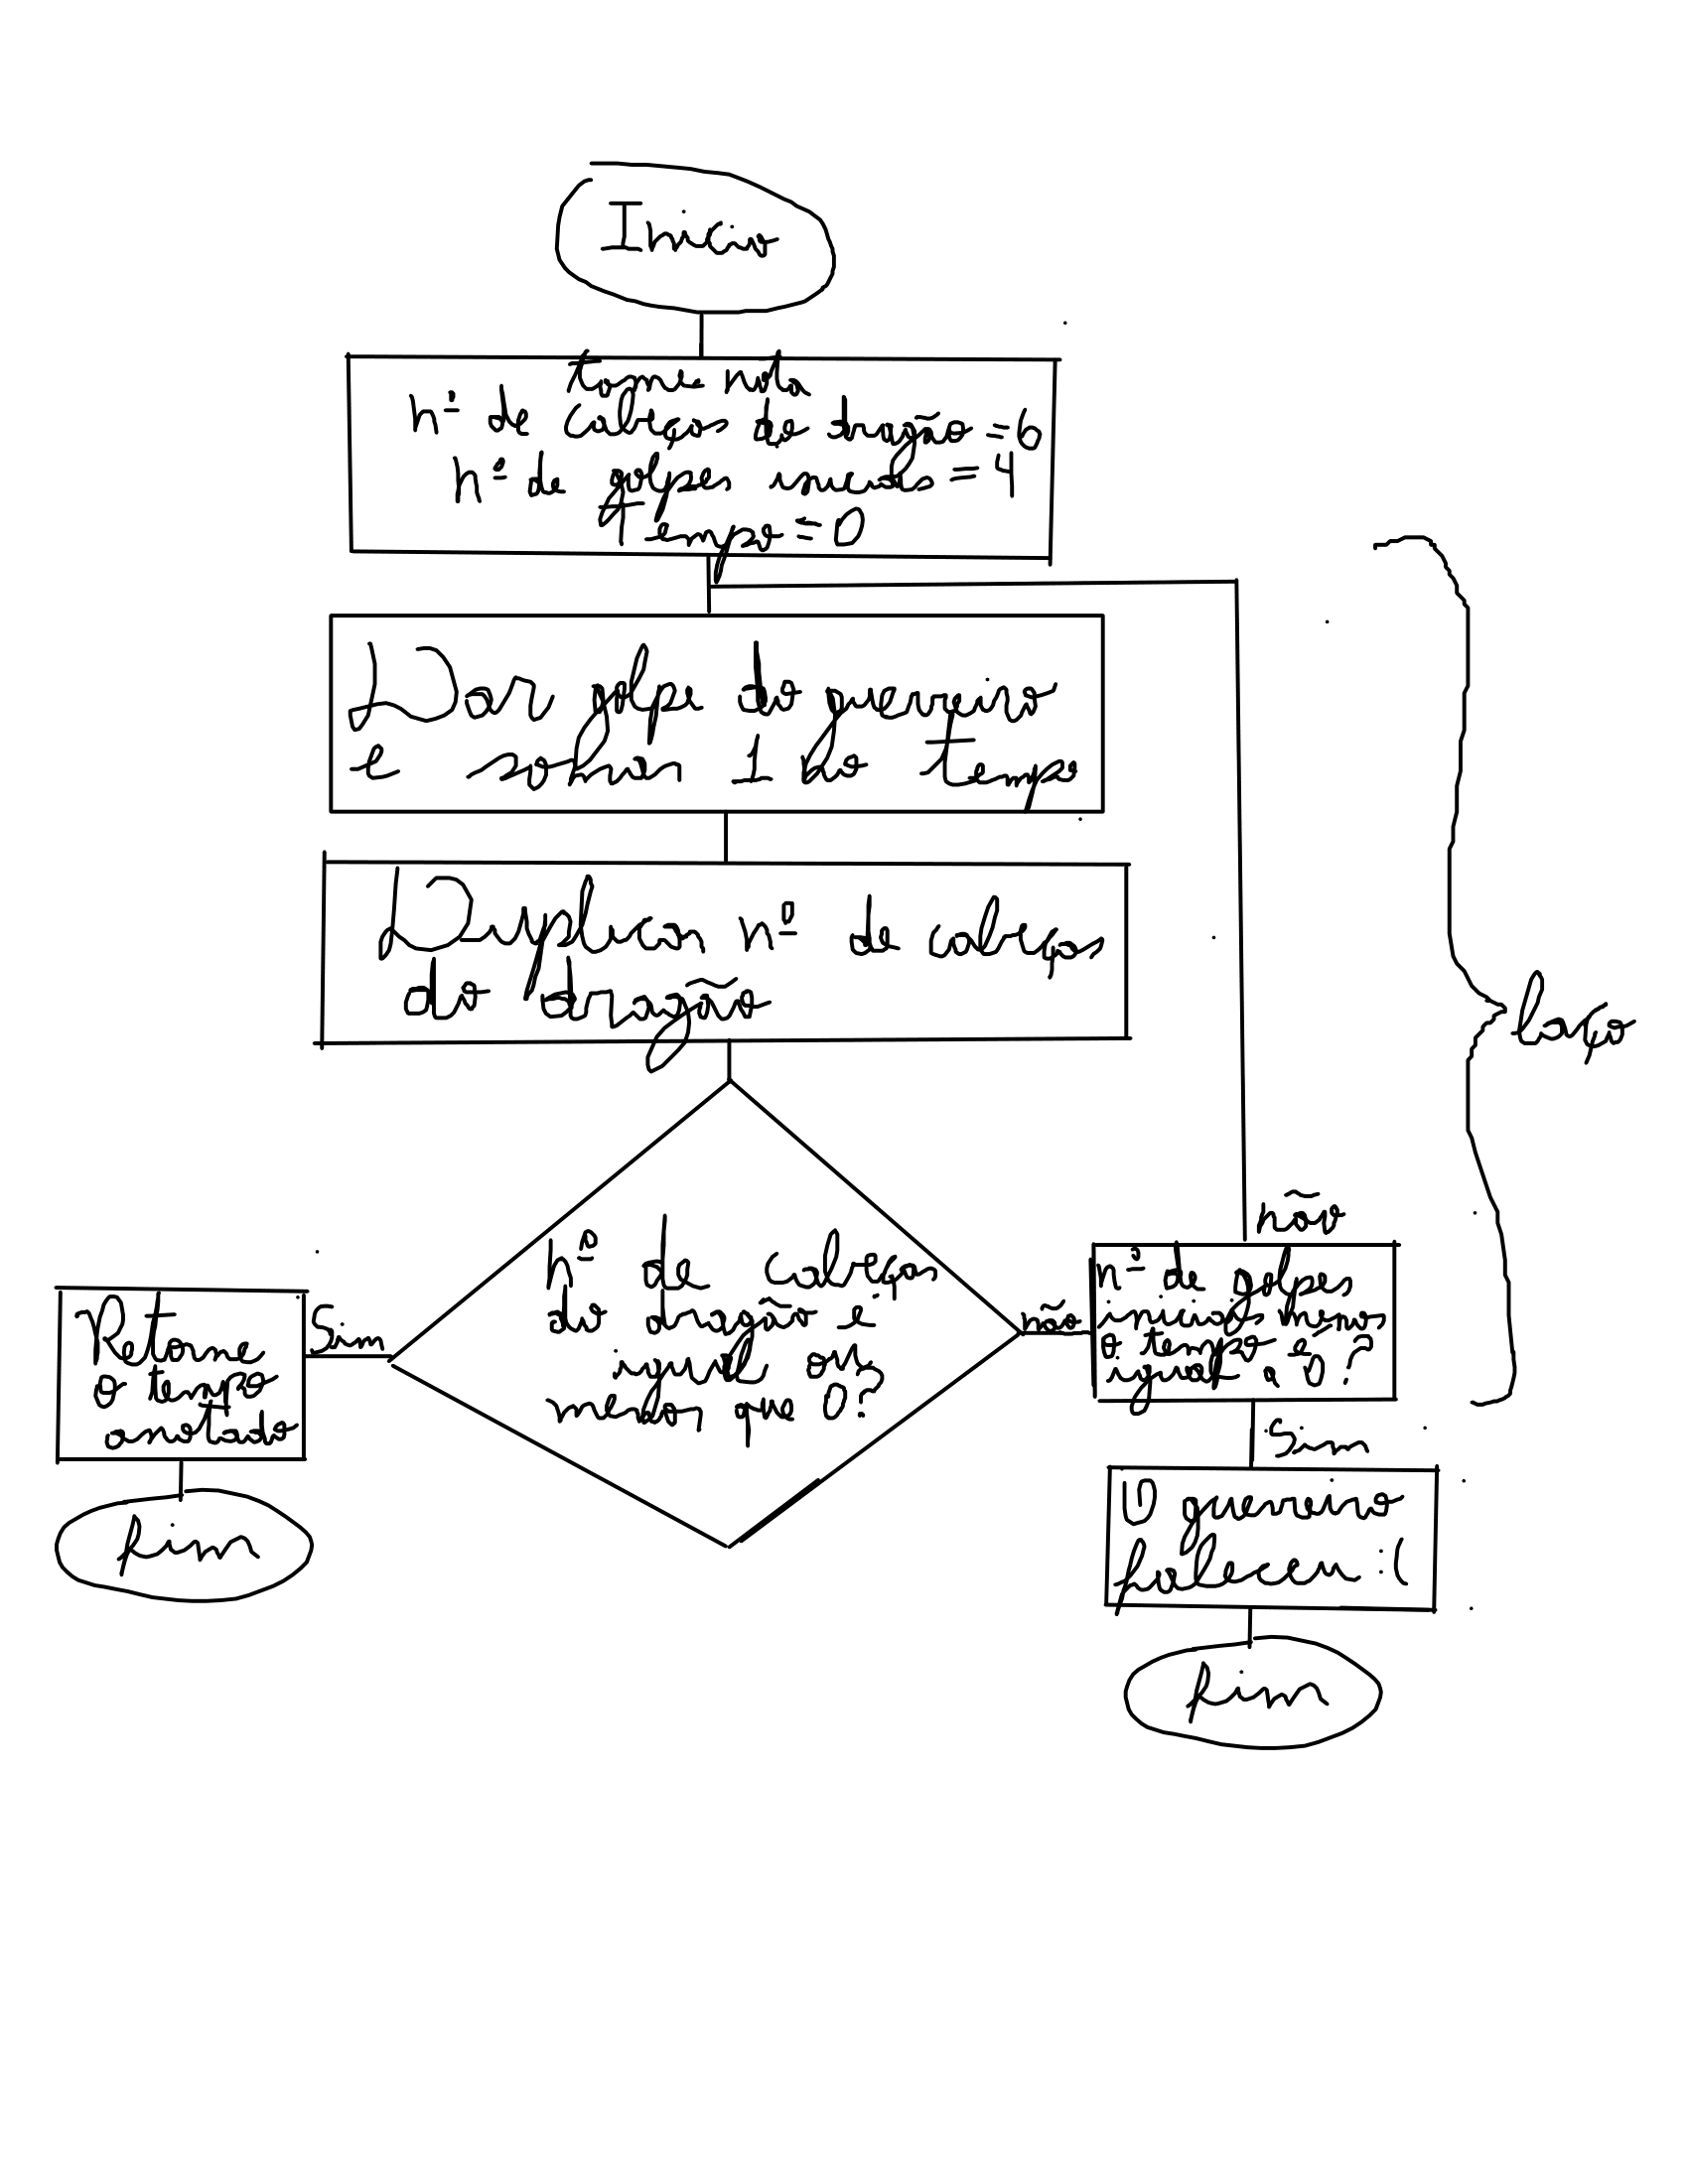 Inicio
tome nota
nº de cabeças do dragão = 6
nº de golpes iniciais = 4
Tempo = 0
Dar golpe do guerreiro
e somar 1 ao tempo
Duplicar nº de cabeças
do dragão
laço
não
nº de cabeças
do dragão é
igual ou
menor que 0?
Sim
Retorne
o tempo
anotado
Fim
não
nº de golpes
iniciais menos
o tempo é
igual a 0?
Sim
O guerreiro
faleceu :(
Fim